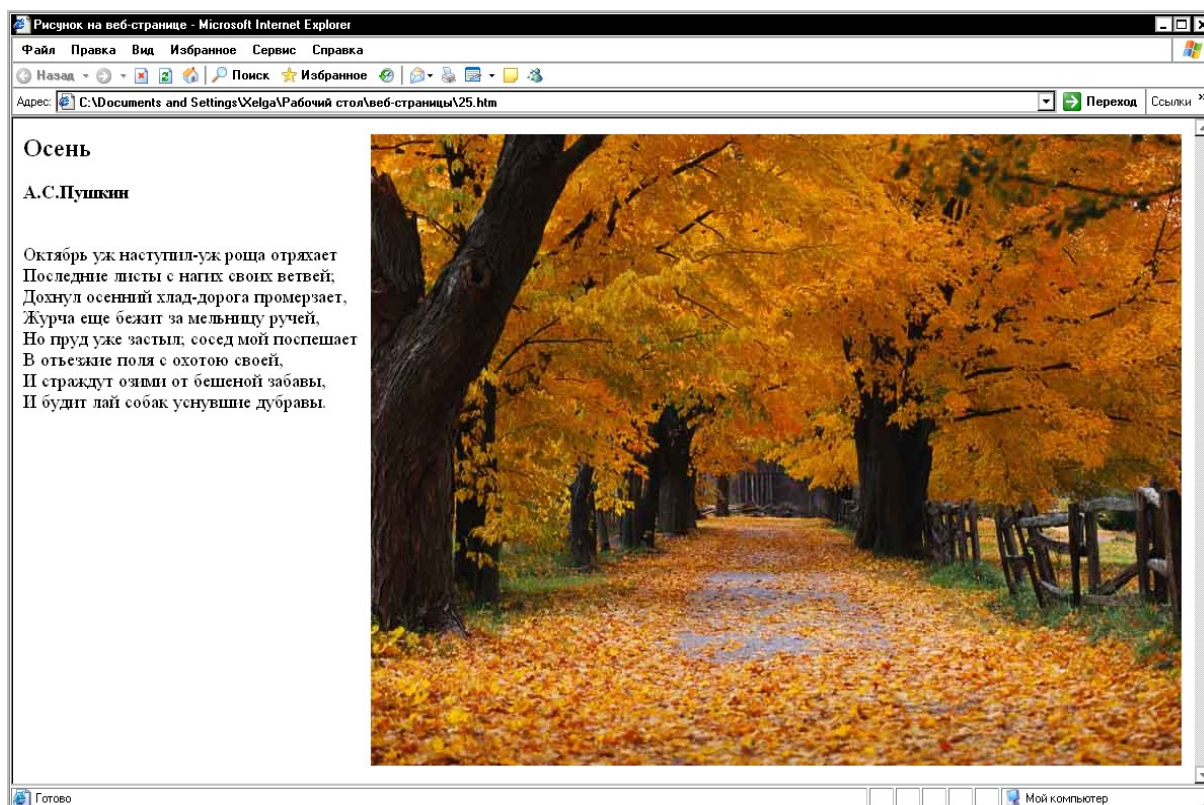 Рисунок на веб-странице - Microsoft Internet Explorer
Файл Правка Вид Избранное Сервис Справка
Назад Поиск Избранное
Адрес: C:\Documents and Settings\Xelga\Рабочий стол\веб-страницы\25.htm Переход Ссылки »
Осень
А.С.Пушкин
Октябрь уж наступил-уж роща отряхает
Последние листы с нагих своих ветвей;
Дохнул осенний хлад-дорога промерзает,
Журча еще бежит за мельницу ручей,
Но пруд уже застыл; сосед мой поспешает
В отьезжие поля с охотою своей,
И страждут озими от бешеной забавы,
И будит лай собак уснувшие дубравы.
Готово Мой компьютер